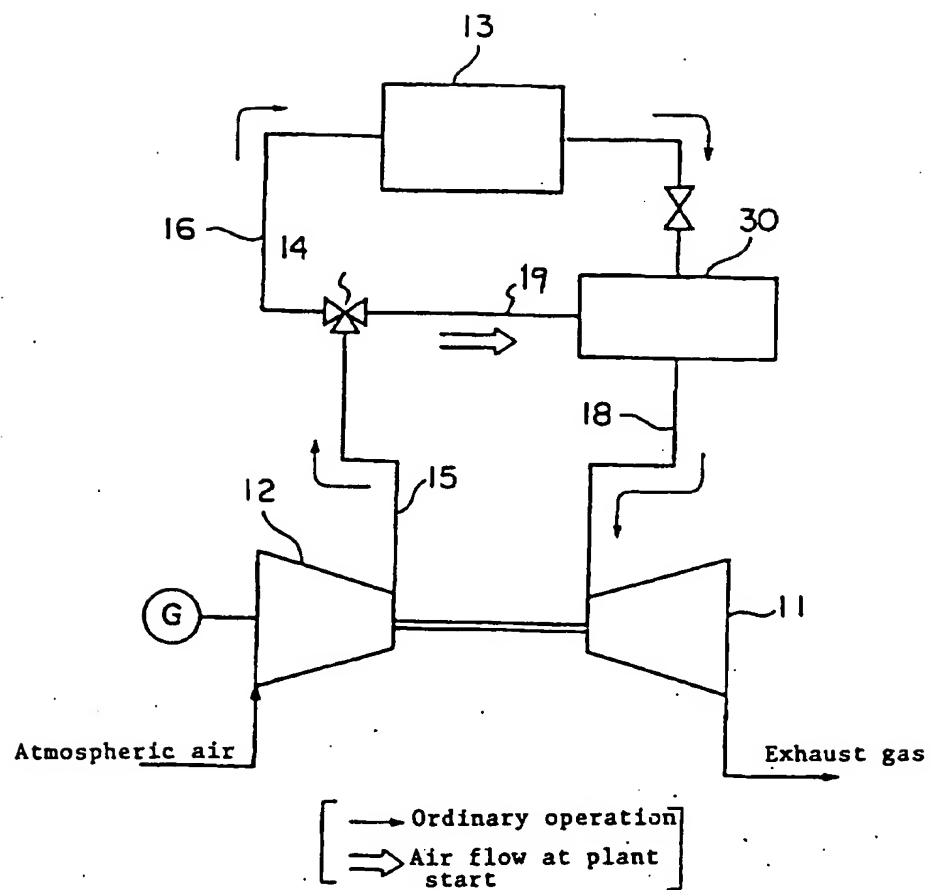 13
16
14
30
19
18
12
15
G
11
Atmospheric air
Exhaust gas
Ordinary operation
Air flow at plant
start